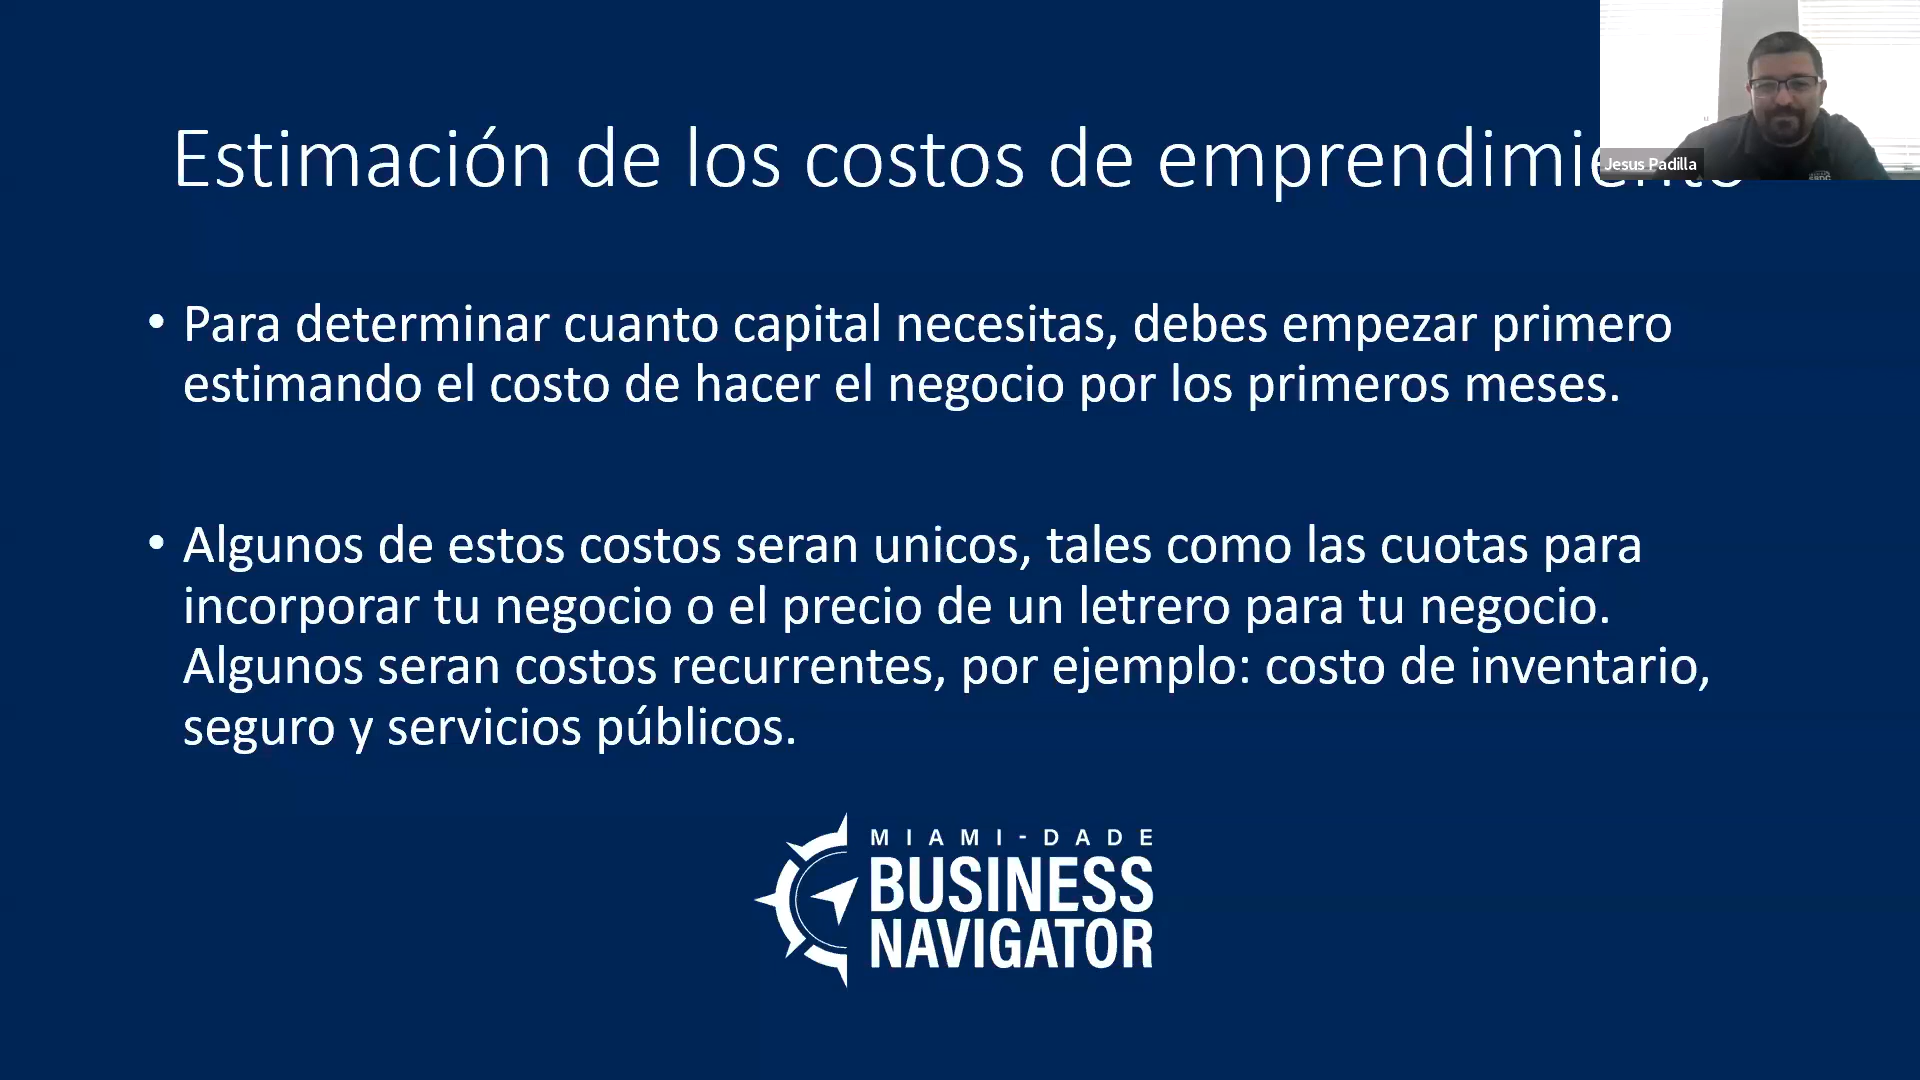 Estimación de los costos de emprendimiento
Jesus Padilla
• Para determinar cuanto capital necesitas, debes empezar primero
estimando el costo de hacer el negocio por los primeros meses.
• Algunos de estos costos seran unicos, tales como las cuotas para
incorporar tu negocio o el precio de un letrero para tu negocio.
Algunos seran costos recurrentes, por ejemplo: costo de inventario,
seguro y servicios públicos.
MIAMI-DADE
BUSINESS
NAVIGATOR